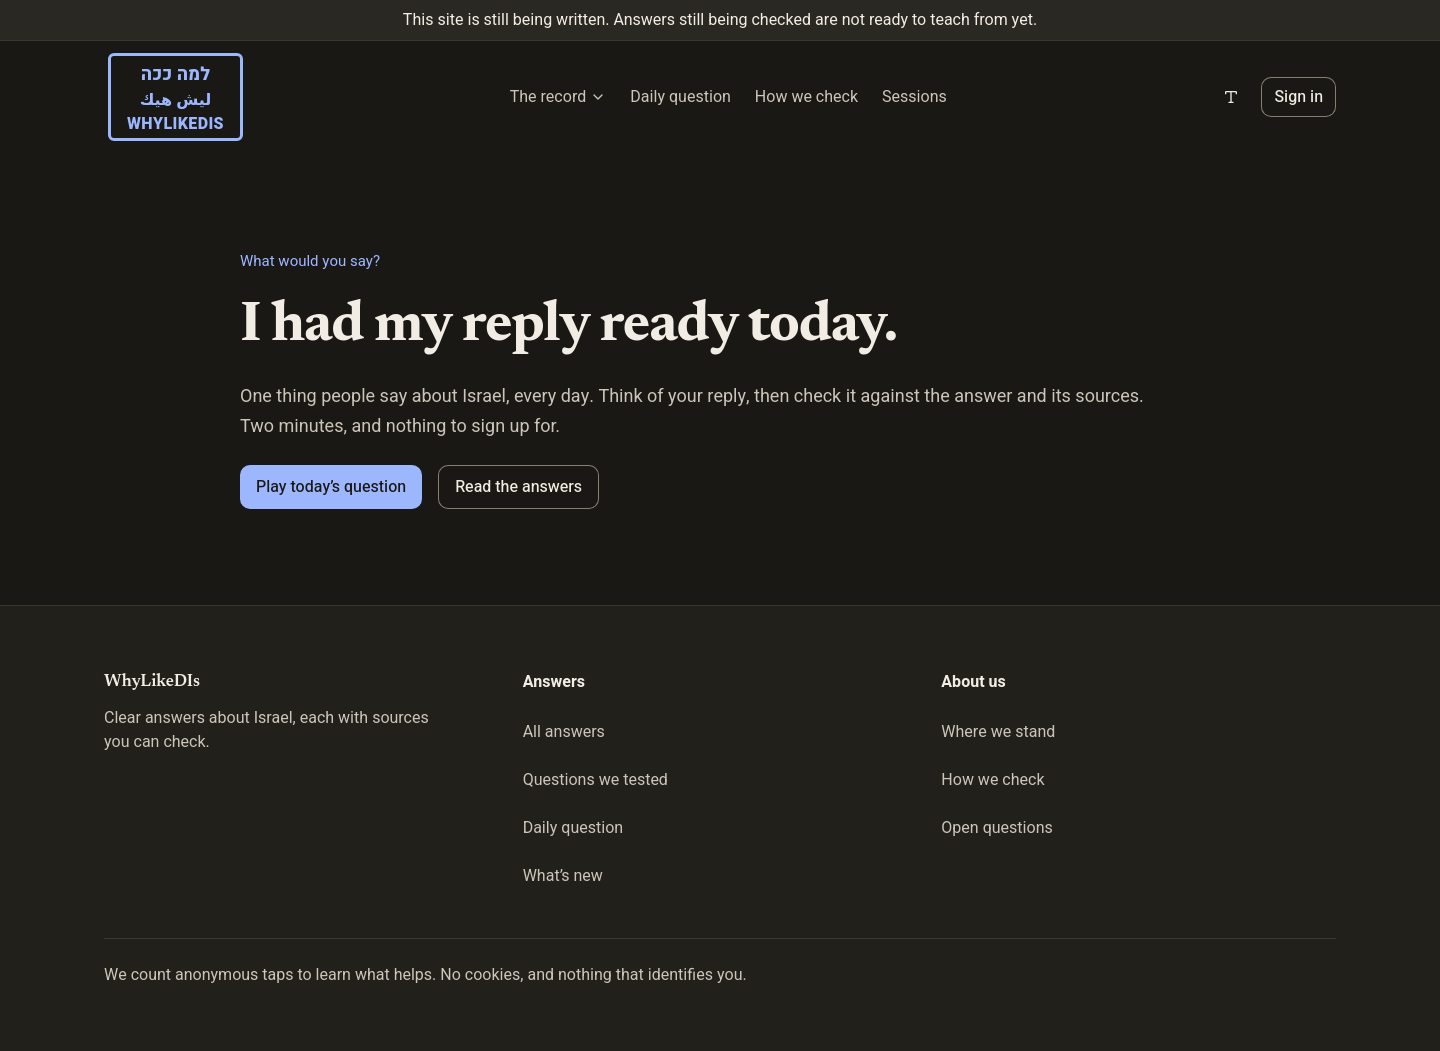 This site is still being written. Answers still being checked are not ready to teach from yet.
למה ככה
ليش هيك
WHYLIKEDIS
The record
Daily question
How we check
Sessions
T
Sign in
What would you say?
I had my reply ready today.
One thing people say about Israel, every day. Think of your reply, then check it against the answer and its sources.
Two minutes, and nothing to sign up for.
Play today’s question
Read the answers
WhyLikeDIs
Clear answers about Israel, each with sources
you can check.
Answers
All answers
Questions we tested
Daily question
What’s new
About us
Where we stand
How we check
Open questions
We count anonymous taps to learn what helps. No cookies, and nothing that identifies you.